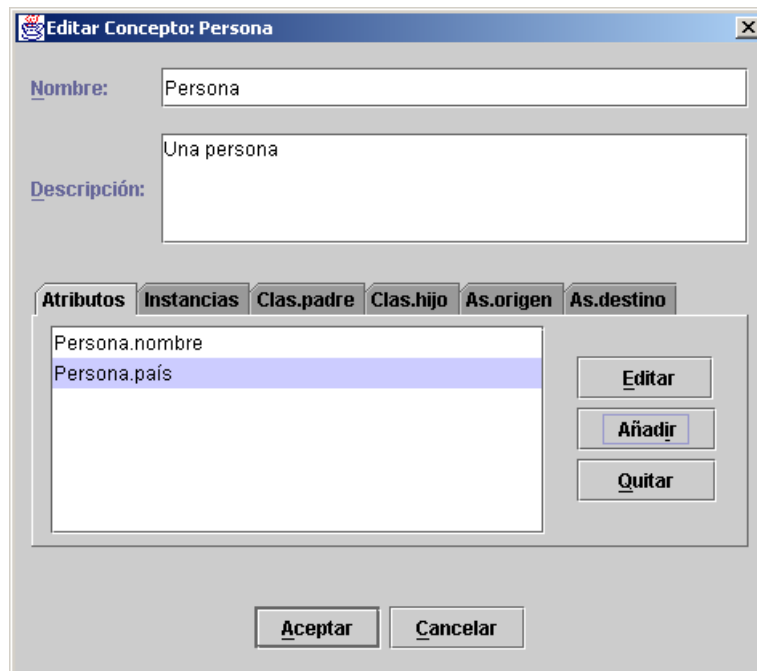 Editar Concepto: Persona
Nombre:
Persona
Descripción:
Una persona
Atributos Instancias Clas.padre Clas.hijo As.origen As.destino
Persona.nombre
Persona.país
Editar
Añadir
Quitar
Aceptar Cancelar